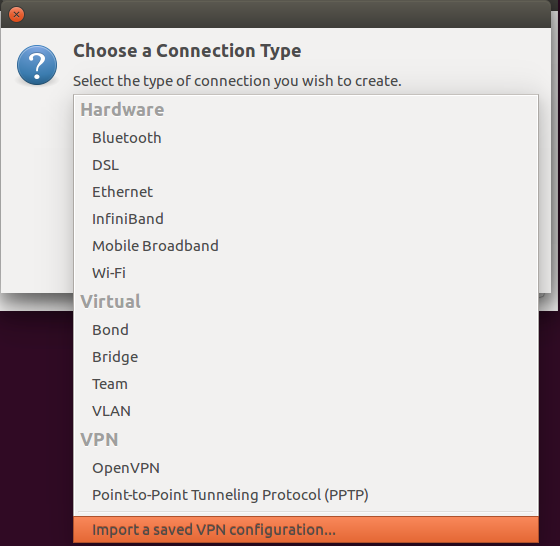 Choose a Connection Type
Select the type of connection you wish to create.
Hardware
Bluetooth
DSL
Ethernet
InfiniBand
Mobile Broadband
Wi-Fi
Virtual
Bond
Bridge
Team
VLAN
VPN
OpenVPN
Point-to-Point Tunneling Protocol (PPTP)
Import a saved VPN configuration...